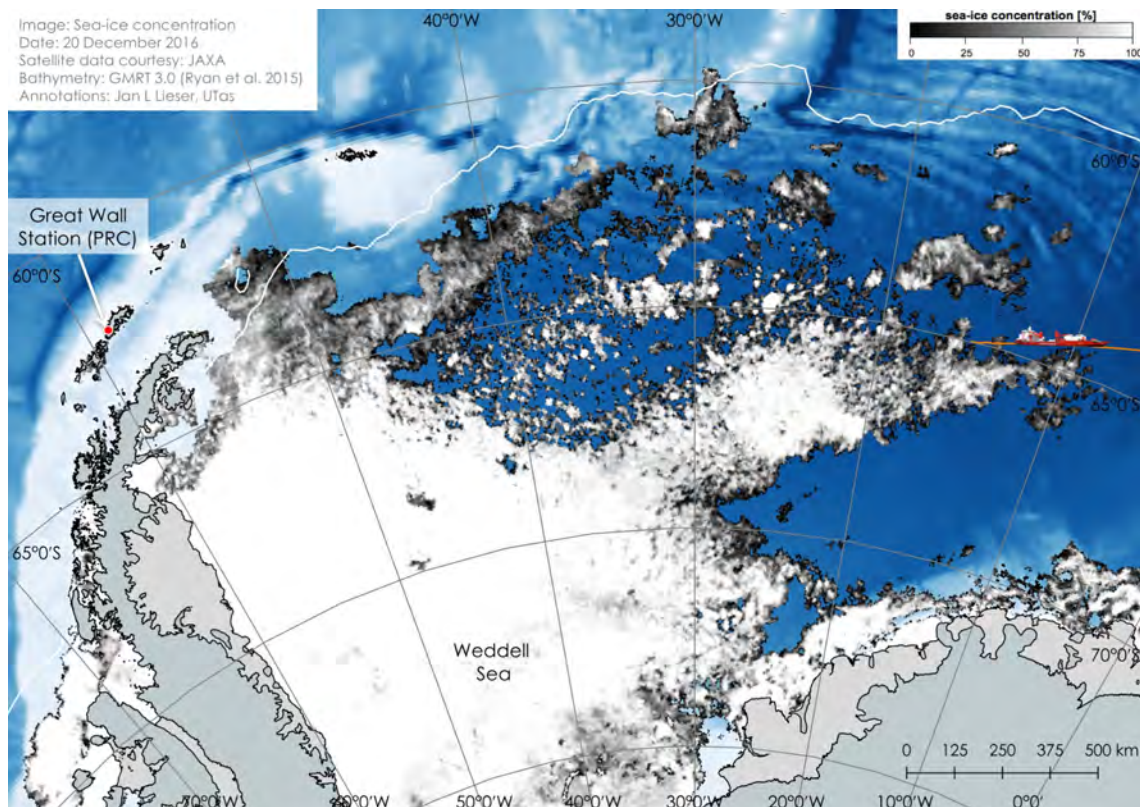 Image: Sea-ice concentration
Date: 20 December 2016
Satellite data courtesy: JAXA
Bathymetry: GMRT 3.0 (Ryan et al. 2015)
Annotations: Jan L Lieser, UTas
40°0'W
30°0'W
sea-ice concentration [%]
0 25 50 75 100
60°0'S
Great Wall
Station (PRC)
60°0'S
65°0'S
65°0'S
Weddell
Sea
70°0'S
0 125 250 375 500 km
70°0'W
50°0'W
40°0'W
30°0'W
20°0'W
10°0'W
0°0'